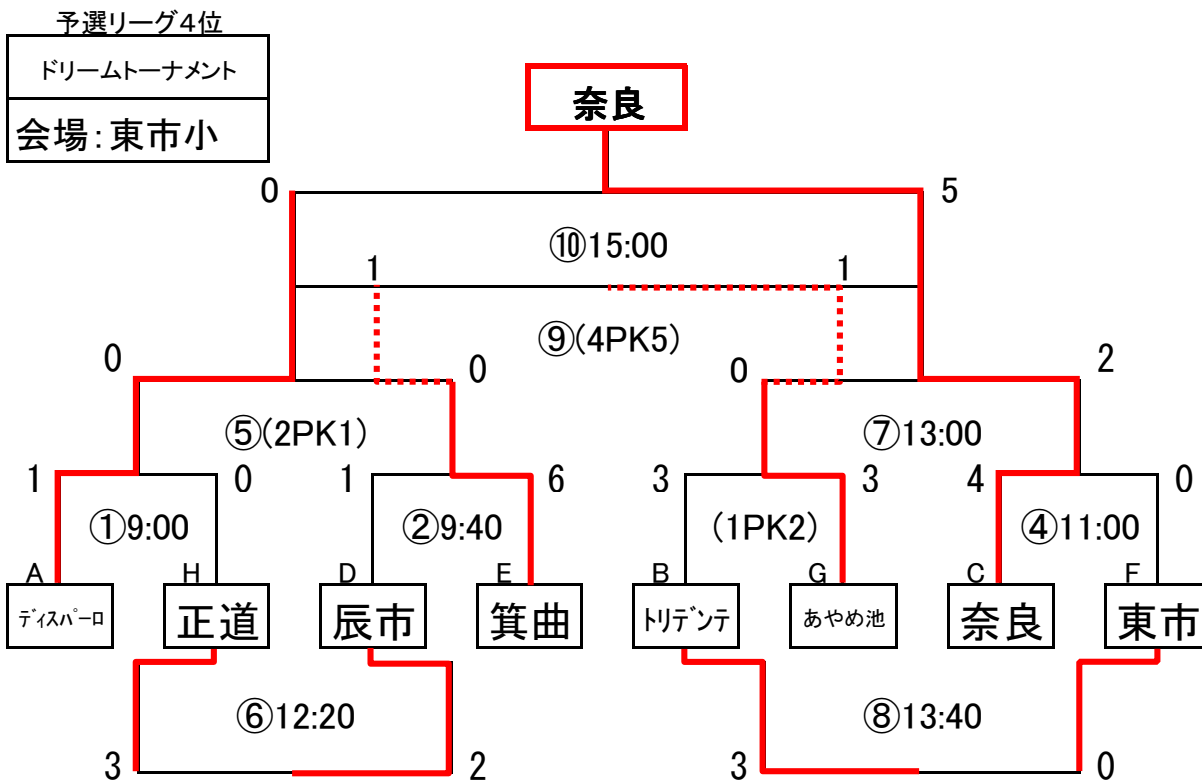 予選リーグ4位
ドリームトーナメント
会場:東市小
奈良
0
5
⑩15:00
1
1
⑨(4PK5)
0
0
0
2
⑤(2PK1)
⑦13:00
1
0
1
6
3
3
4
0
①9:00
②9:40
(1PK2)
④11:00
A
H
D
E
B
G
C
F
ディスパーロ
正道
辰市
箕曲
トリデンテ
あやめ池
奈良
東市
⑥12:20
⑧13:40
3
2
3
0